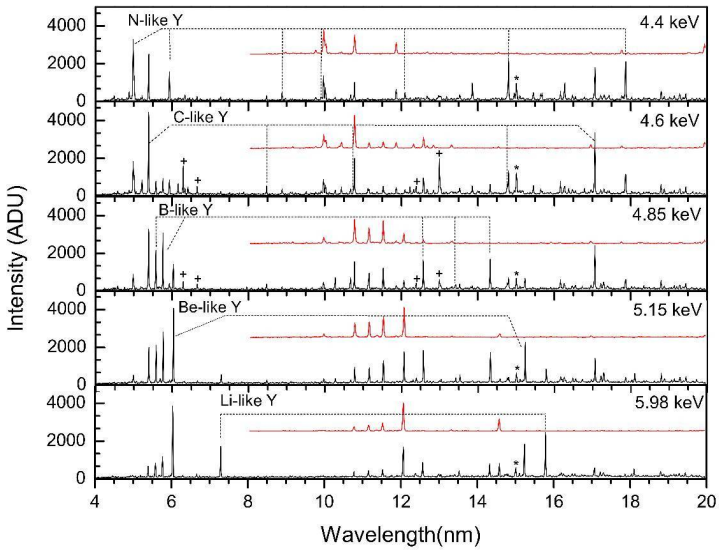 4000
N-like Y
4.4 keV
2000
*
0
4000
C-like Y
4.6 keV
2000
+
+
+
+
*
0
4000
B-like Y
4.85 keV
2000
+
+
+
+
*
0
4000
Be-like Y
5.15 keV
2000
*
0
4000
Li-like Y
5.98 keV
2000
*
0
4 6 8 10 12 14 16 18 20
Wavelength(nm)
Intensity (ADU)